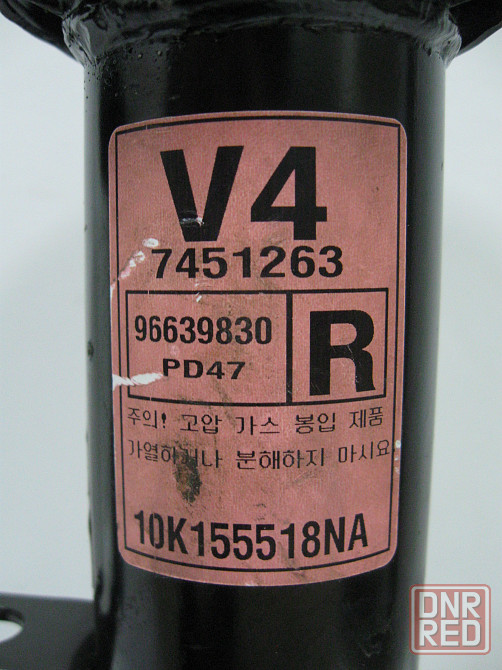 V4
7451263
96639830
PD47
R
주의! 고압 가스 봉입 제품
가열하거나 분해하지 마시요
10K155518NA
DNR
RED